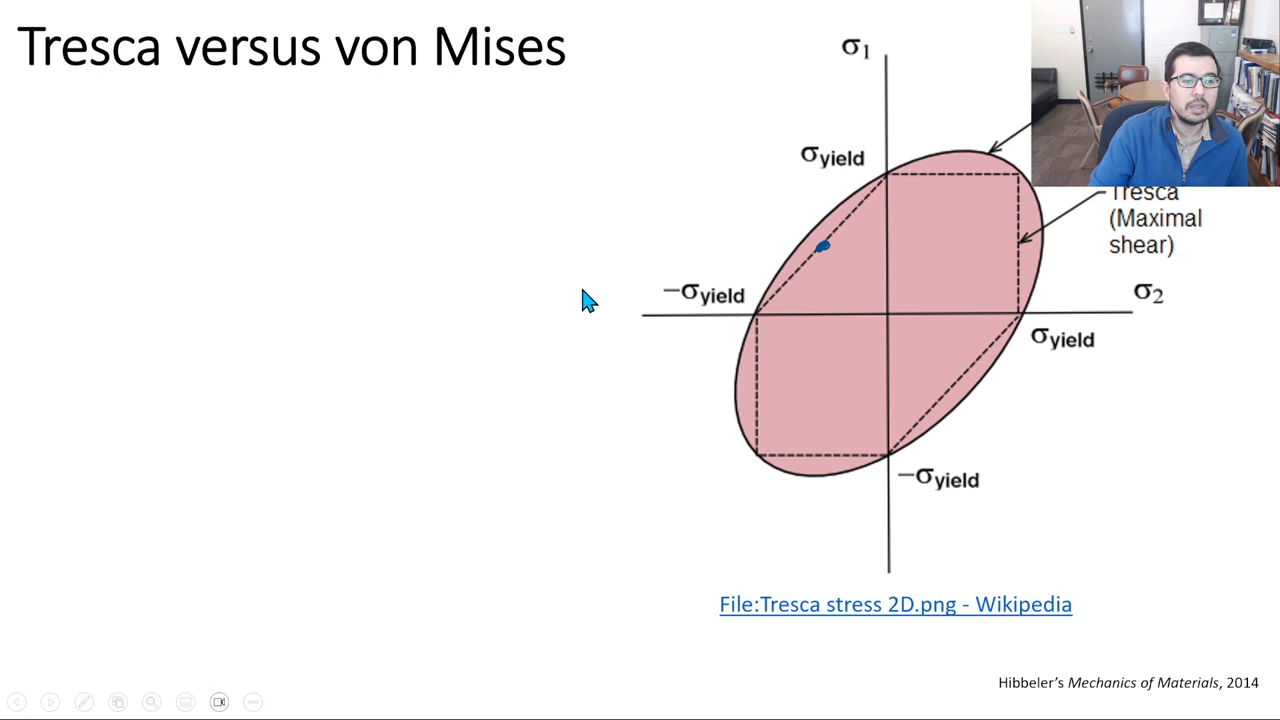 Tresca versus von Mises
σ1
σyield
Tresca
(Maximal
shear)
−σyield
σ2
σyield
−σyield
File:Tresca stress 2D.png - Wikipedia
Hibbeler's Mechanics of Materials, 2014